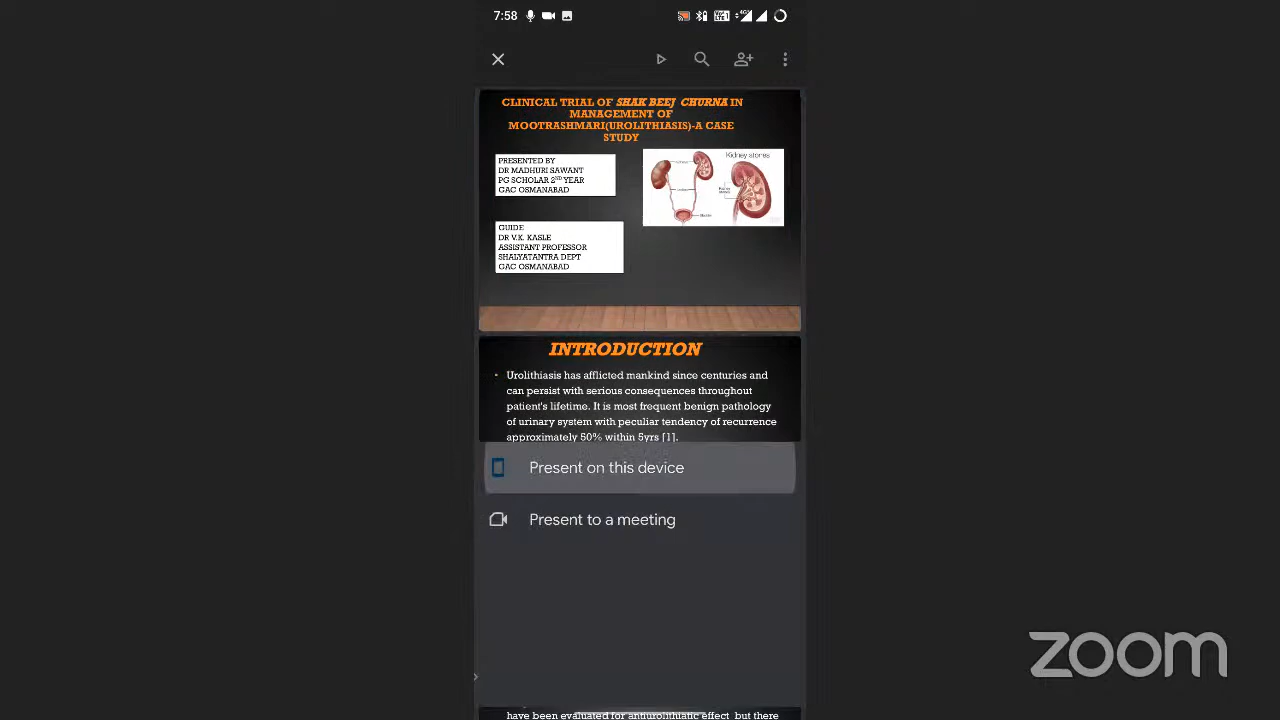 7:58
CLINICAL TRIAL OF SHAK BEEJ CHURNA IN
MANAGEMENT OF
MOOTRASHMARI(UROLITHIASIS)-A CASE
STUDY
PRESENTED BY
DR MADHURI SAWANT
PG SCHOLAR 2ND YEAR
GAC OSMANABAD
Kidney stones
GUIDE
DR V.K. KASLE
ASSISTANT PROFESSOR
SHALYATANTRA DEPT
GAC OSMANABAD
INTRODUCTION
Urolithiasis has afflicted mankind since centuries and
can persist with serious consequences throughout
patient's lifetime. It is most frequent benign pathology
of urinary system with peculiar tendency of recurrence
approximately 50% within 5yrs [1].
Present on this device
Present to a meeting
have been evaluated for antiurolithiatic effect but there
zoom